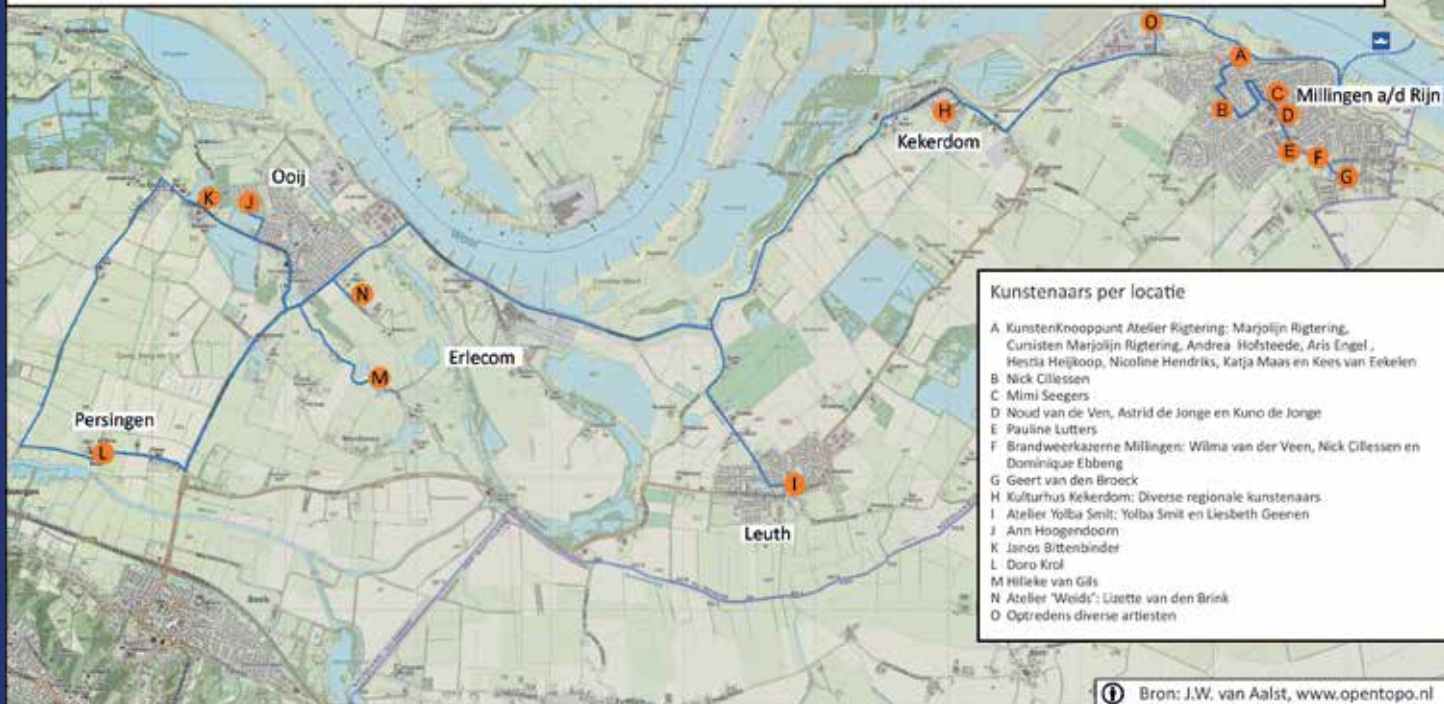 O
A
B
C
Millingen a/d Rijn
D
E
F
G
H
Kekerdom
Ooij
K
J
Waal
N
M
Erlecom
Persingen
L
I
Leuth
Beek
Kunstenaars per locatie
A KunstenKnooppunt Atelier Rigtering: Marjolijn Rigtering,
Cursisten Marjolijn Rigtering, Andrea Hofsteede, Aris Engel ,
Hestia Heijkoop, Nicoline Hendriks, Katja Maas en Kees van Eekelen
B Nick Cillessen
C Mimi Seegers
D Noud van de Ven, Astrid de Jonge en Kuno de Jonge
E Pauline Lutters
F Brandweerkazerne Millingen: Wilma van der Veen, Nick Cillessen en
Dominique Ebbeng
G Geert van den Broeck
H Kulturhus Kekerdom: Diverse regionale kunstenaars
I Atelier Yolba Smit: Yolba Smit en Liesbeth Geenen
J Ann Hoogendoorn
K Janos Bittenbinder
L Doro Krol
M Hilleke van Gils
N Atelier 'Weids': Lizette van den Brink
O Optredens diverse artiesten
Bron: J.W. van Aalst, www.opentopo.nl